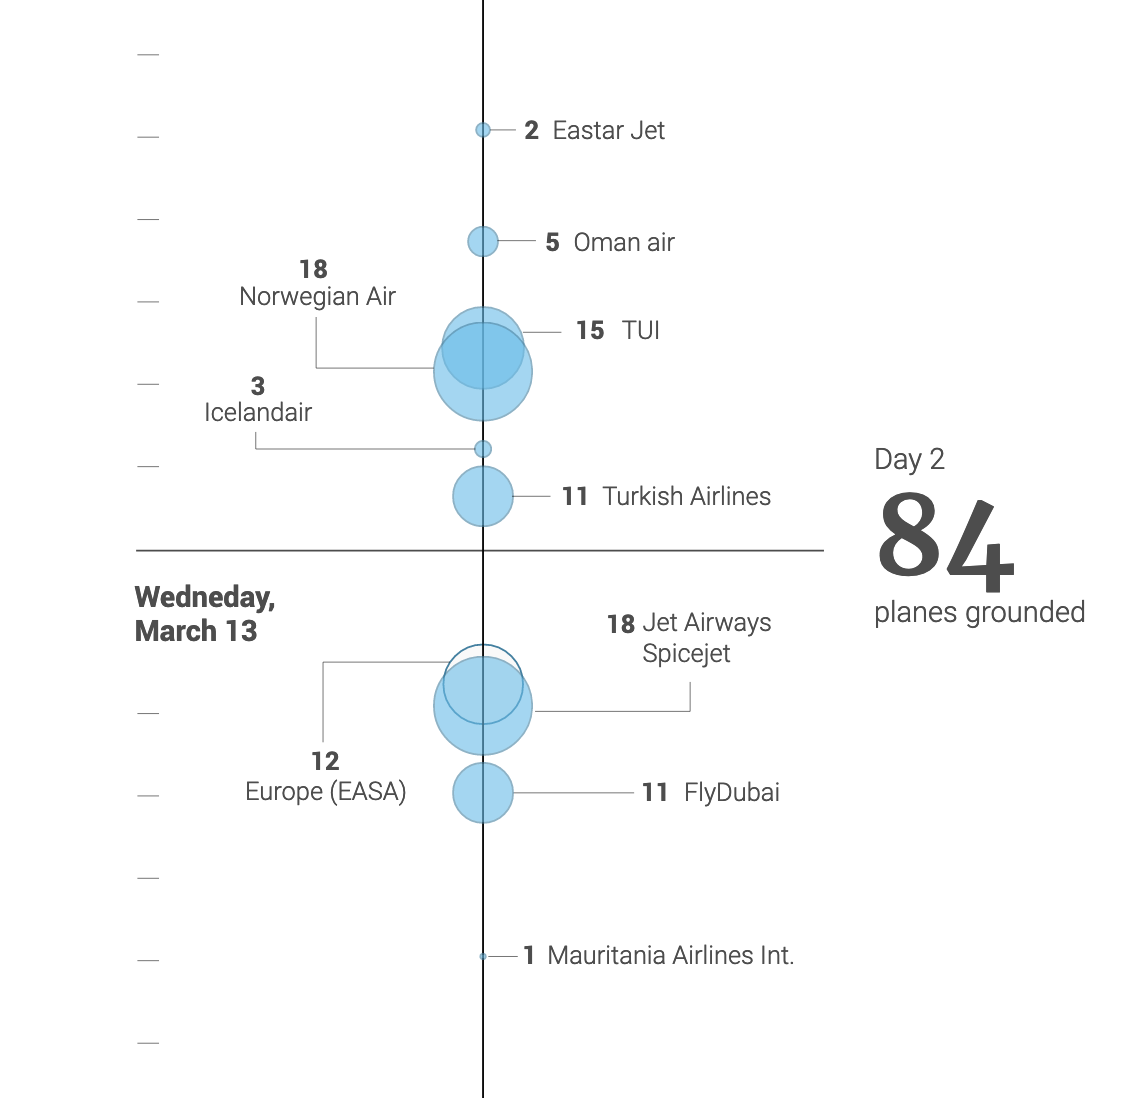 2 Eastar Jet
5 Oman air
18
Norwegian Air
15 TUI
3
Icelandair
11 Turkish Airlines
Day 2
84
planes grounded
Wedneday,
March 13
18 Jet Airways
Spicejet
12
Europe (EASA)
11 FlyDubai
1 Mauritania Airlines Int.